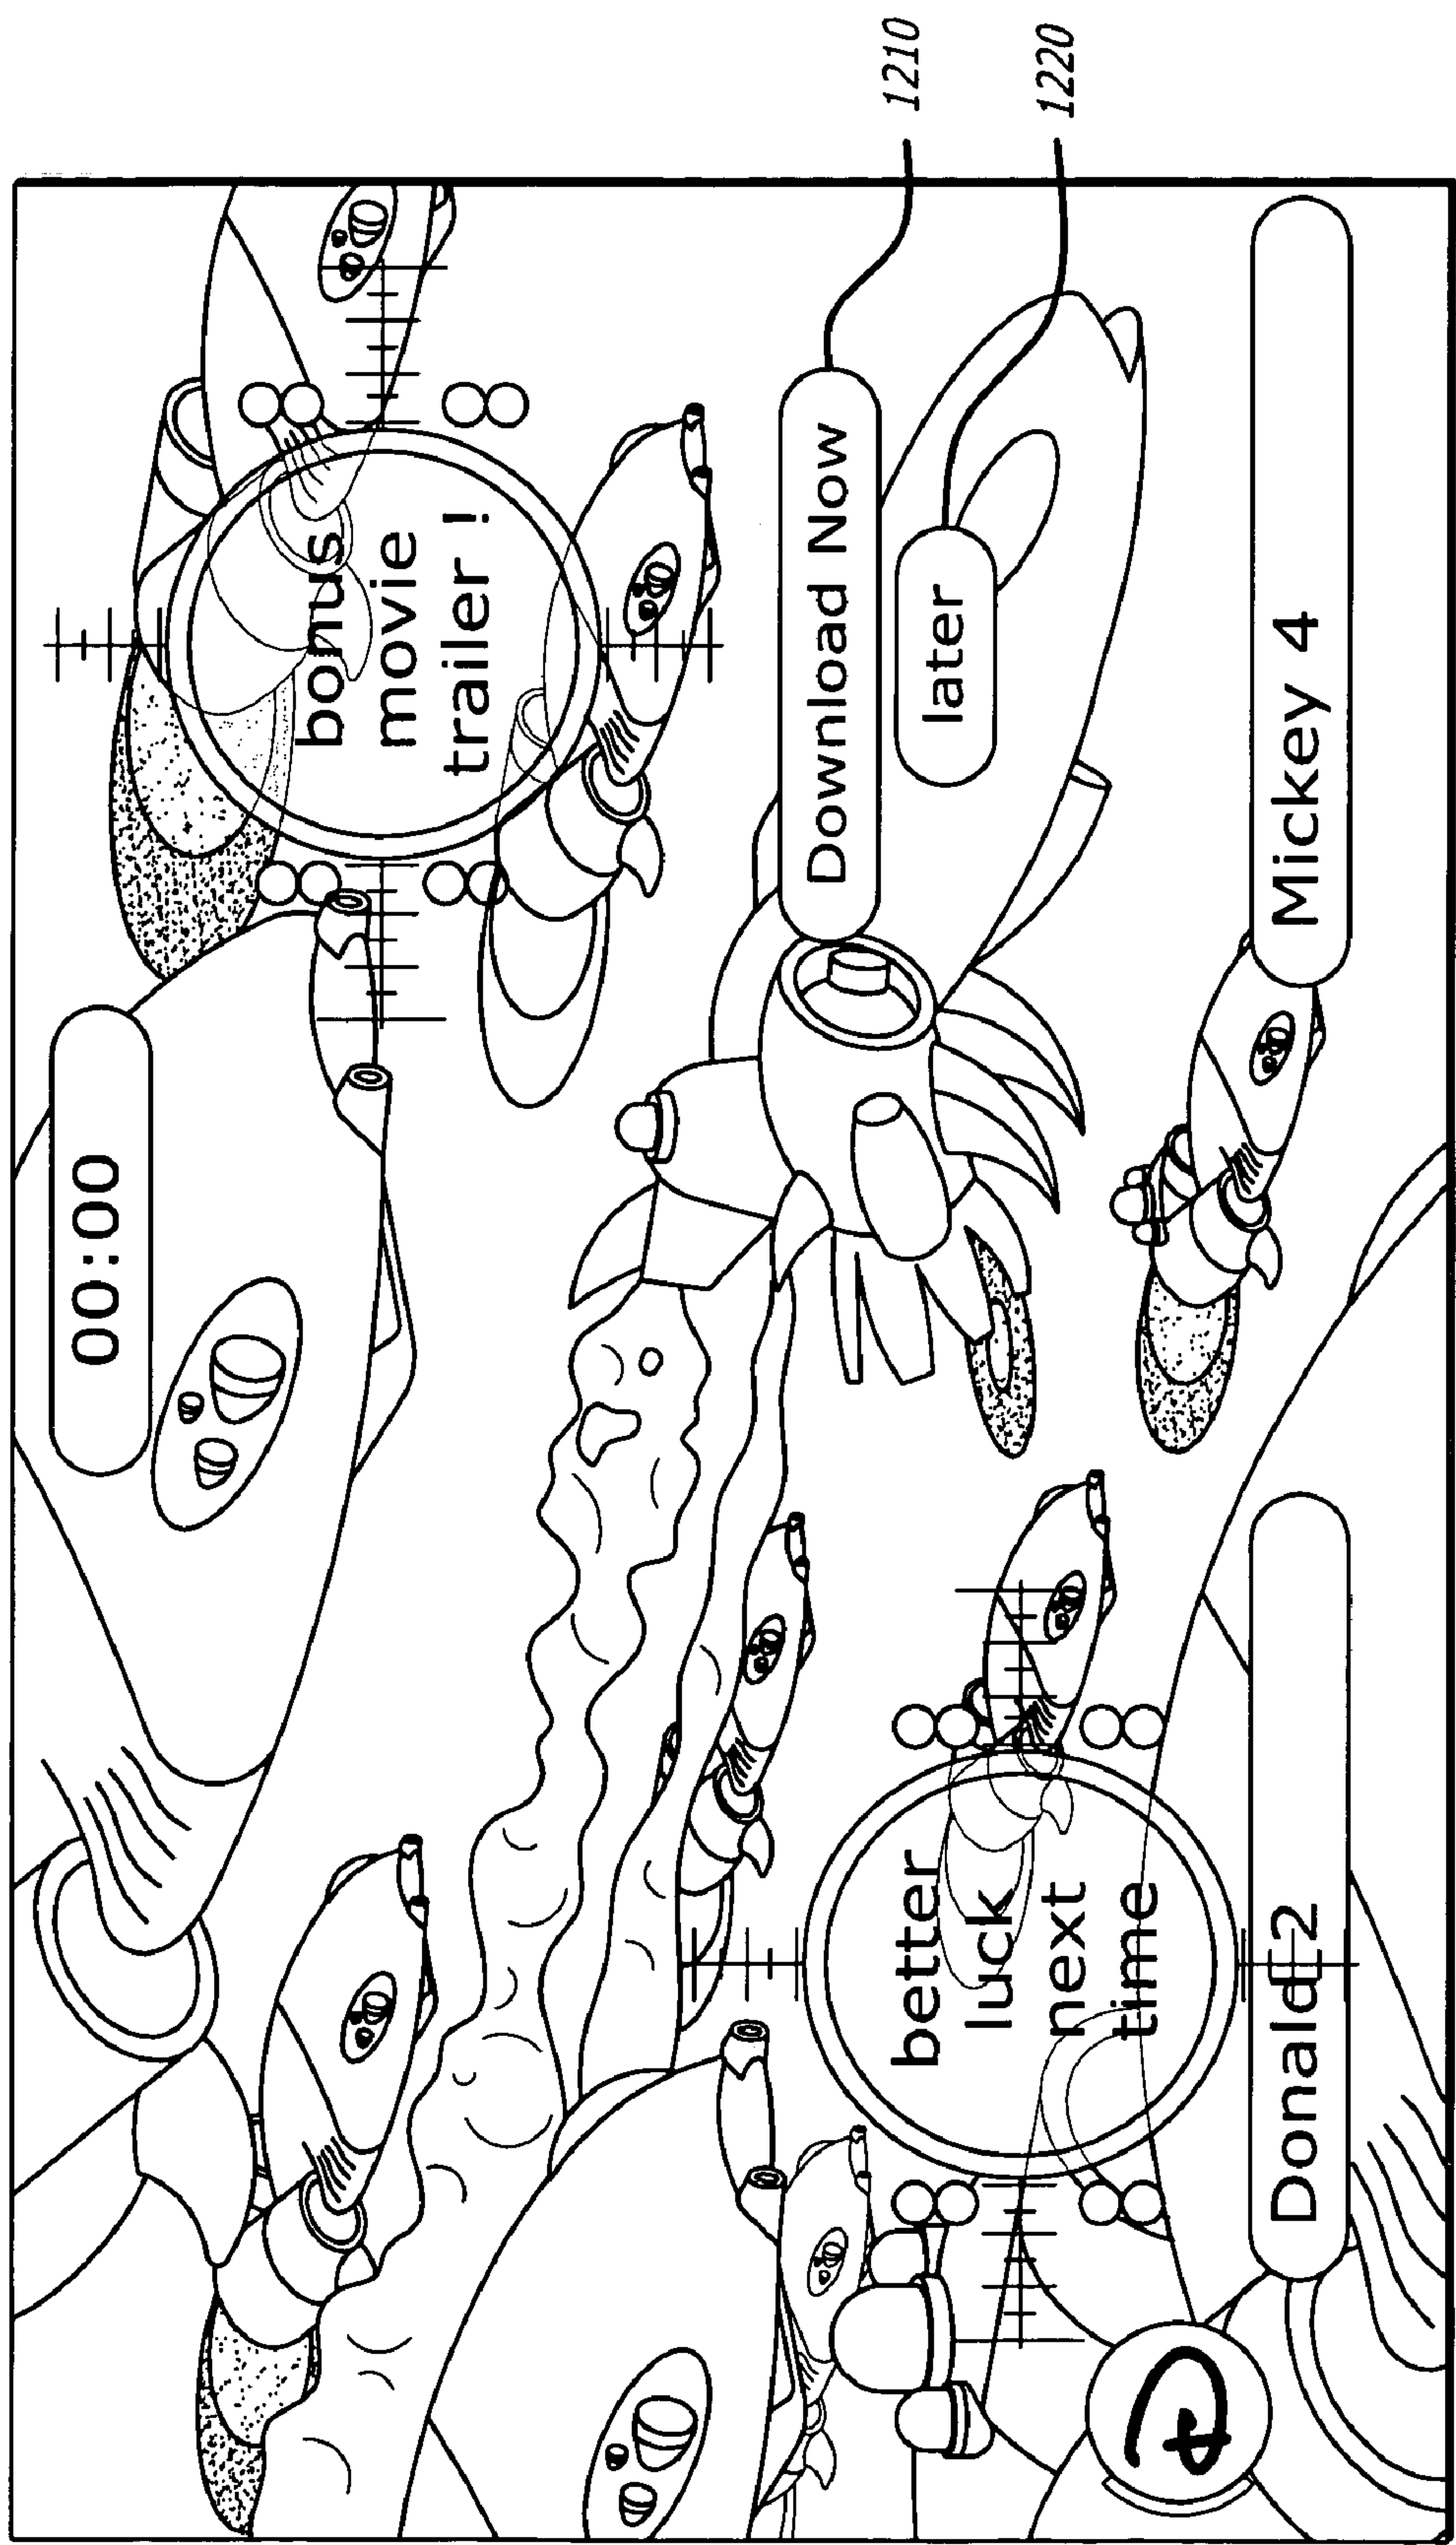 00:00
bonus
movie
trailer !
Download Now
later
better
luck
next
time
Donald 2
Mickey 4
1210
1220